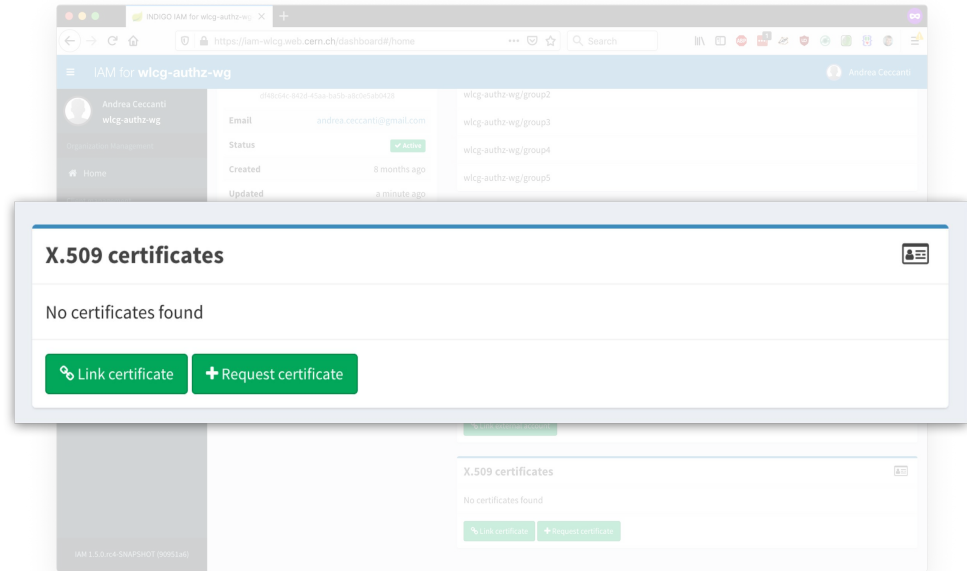 INDIGO IAM for wlcg-authz-wg
https://iam-wlcg.web.cern.ch/dashboard#/home
Search
IAM for wlcg-authz-wg
Andrea Ceccanti
Andrea Ceccanti
wlcg-authz-wg
Home
Email andrea.ceccanti@gmail.com
Status Active
Created 9 months ago
Updated a minute ago
wlcg-authz-wg/group2
wlcg-authz-wg/group3
wlcg-authz-wg/group4
wlcg-authz-wg/group5
X.509 certificates
No certificates found
Link certificate
Request certificate
X.509 certificates
No certificates found
Link certificate
Request certificate